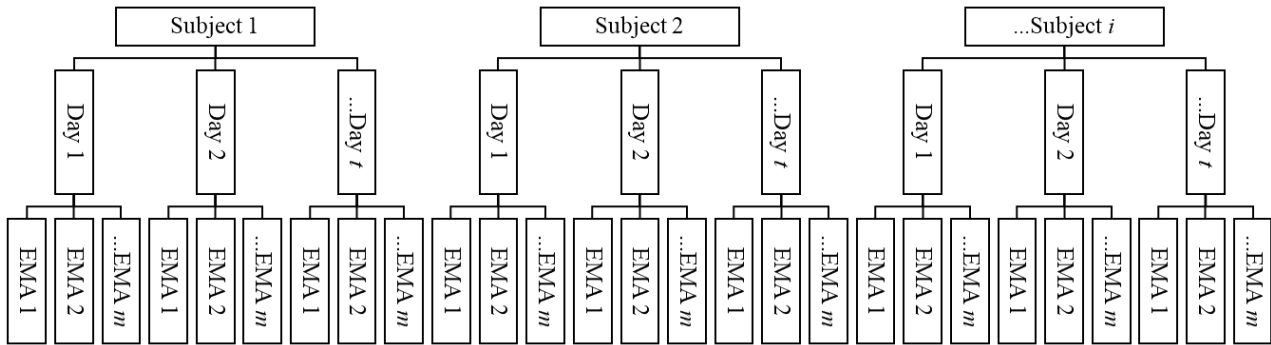 Subject 1
Subject 2
...Subject i
Day 1
Day 2
...Day t
Day 1
Day 2
...Day t
Day 1
Day 2
...Day t
EMA 1
EMA 2
...EMA m
EMA 1
EMA 2
...EMA m
EMA 1
EMA 2
...EMA m
EMA 1
EMA 2
...EMA m
EMA 1
EMA 2
...EMA m
EMA 1
EMA 2
...EMA m
EMA 1
EMA 2
...EMA m
EMA 1
EMA 2
...EMA m
EMA 1
EMA 2
...EMA m